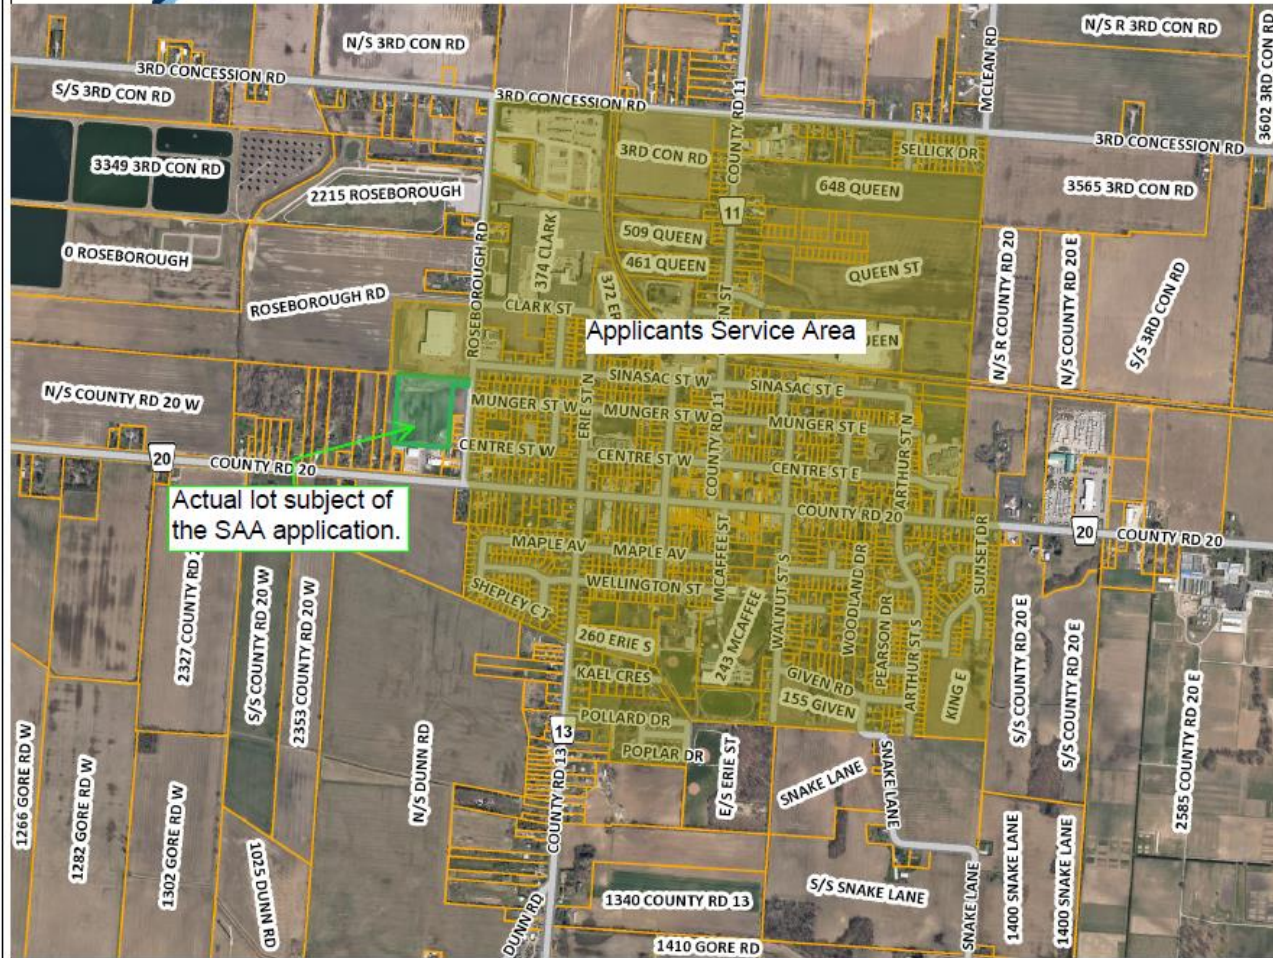 N/S 3RD CON RD
N/S R 3RD CON RD
3602 3RD CON RD
MCLEAN RD
3RD CONCESSION RD
S/S 3RD CON RD
3RD CONCESSION RD
COUNTY RD 11
3RD CONCESSION RD
3349 3RD CON RD
2215 ROSEBOROUGH
3RD CON RD
SELLICK DR
648 QUEEN
3565 3RD CON RD
11
0 ROSEBOROUGH
ROSEBOROUGH RD
374 CLARK
509 QUEEN
461 QUEEN
QUEEN ST
N/S R COUNTY RD 20
N/S COUNTY RD 20 E
S/S 3RD CON RD
ROSEBOROUGH RD
CLARK ST
372 ER
N ST
Applicants Service Area
UEEN
N/S COUNTY RD 20 W
SINASAC ST W
SINASAC ST E
MUNGER ST W
ERIE ST N
MUNGER ST W
COUNTY RD 11
MUNGER ST E
ARTHUR ST N
20
COUNTY RD 20
CENTRE ST W
CENTRE ST W
CENTRE ST E
Actual lot subject of
the SAA application.
COUNTY RD 20
20
COUNTY RD 20
MAPLE AV
MAPLE AV
MCAFFEE ST
WELLINGTON ST
SHEPLEY CT
WALNUT ST S
WOODLAND DR
PEARSON DR
ARTHUR ST S
SUNSET DR
2327 COUNTY RD 2
S/S COUNTY RD 20 W
2353 COUNTY RD 20 W
260 ERIE S
243 MCAFFEE
KAEL CRES
GIVEN RD
155 GIVEN
KING E
S/S COUNTY RD 20 E
S/S COUNTY RD 20 E
2585 COUNTY RD 20 E
POLLARD DR
13
POPLAR DR
1266 GORE RD W
1282 GORE RD W
1302 GORE RD W
N/S DUNN RD
COUNTY RD 13
E/S ERIE ST
SNAKE LANE
SNAKE LANE
1025 DUNN RD
DUNN RD
1340 COUNTY RD 13
S/S SNAKE LANE
SNAKE LANE
1400 SNAKE LANE
1400 SNAKE LANE
1410 GORE RD